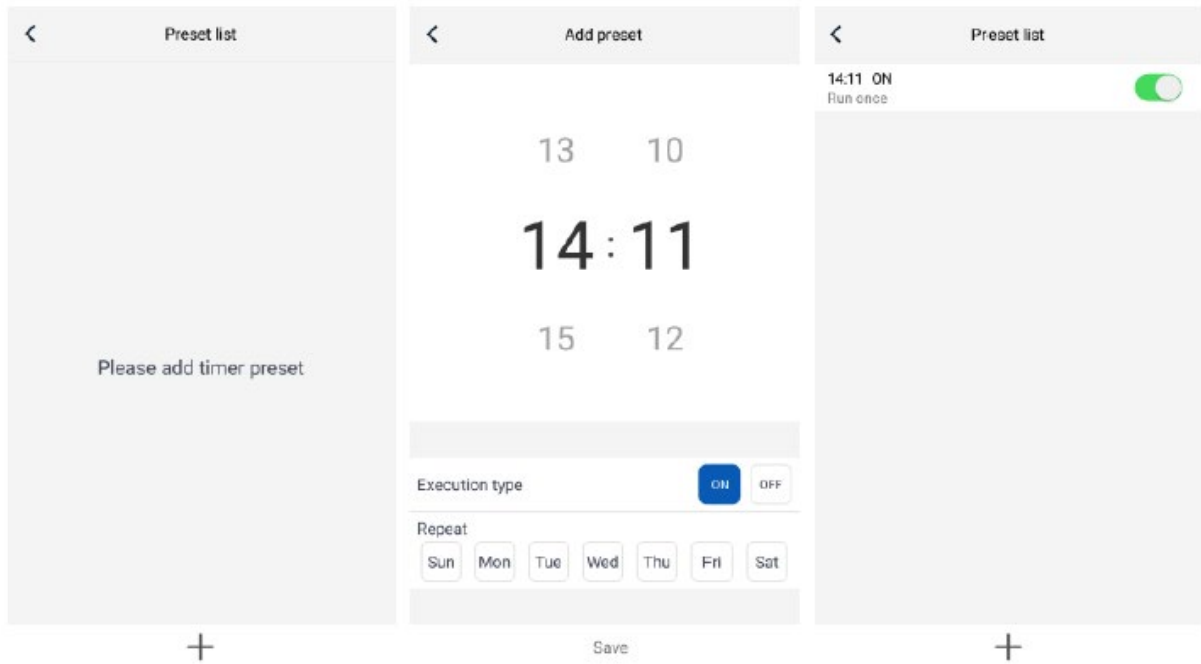 Preset list
Please add timer preset
+
Add preset
13 10
14 : 11
15 12
Execution type ON OFF
Repeat
Sun Mon Tue Wed Thu Fri Sat
Save
Preset list
14:11 ON
Run once
+